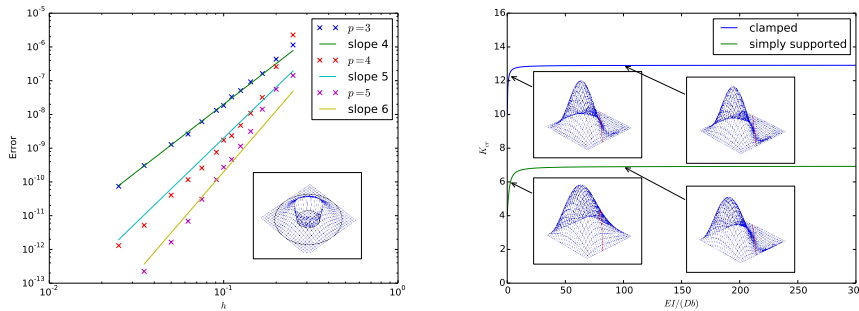 10^-5
10^-6
10^-7
10^-8
10^-9
10^-10
10^-11
10^-12
10^-13
Error
10^-2
10^-1
10^0
h
p=3
slope 4
p=4
slope 5
p=5
slope 6
16
14
12
10
8
6
4
2
0
K_cr
0
50
100
150
200
250
300
EI/(Db)
clamped
simply supported